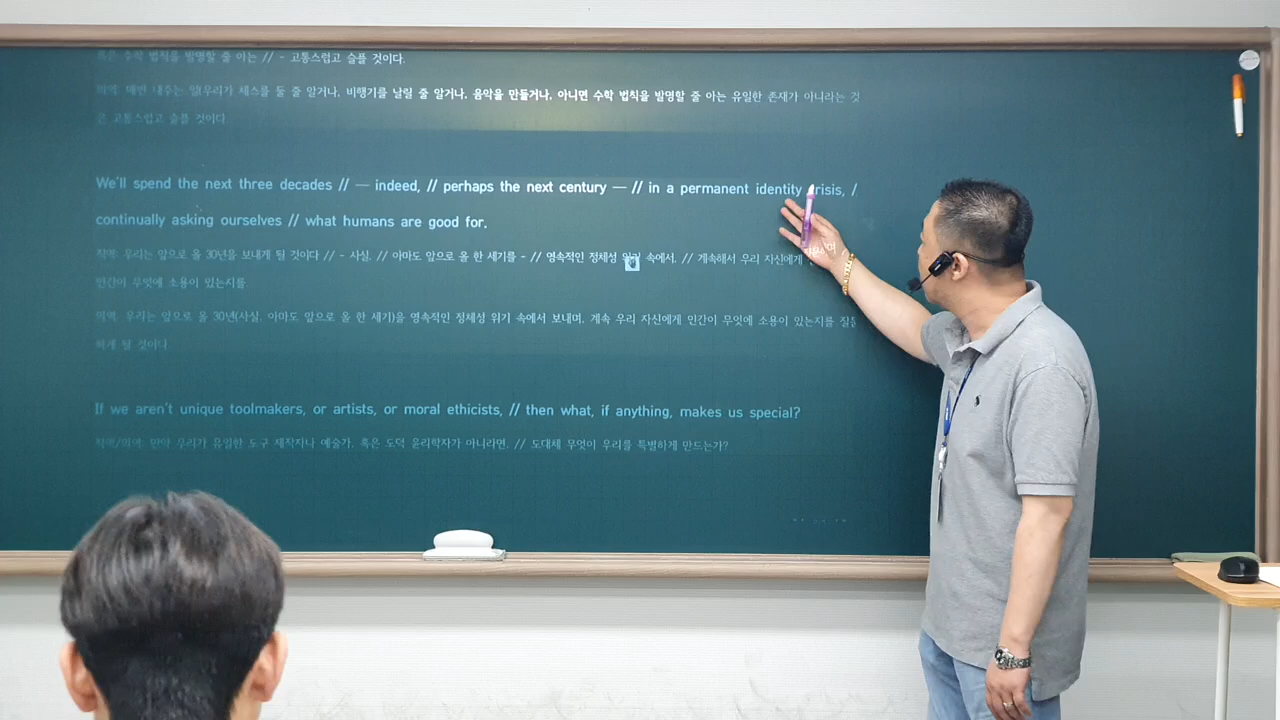 혹은 수학 법칙을 발명할 줄 아는 // - 고통스럽고 슬플 것이다.
의역: 매번 내주는 일(우리가 체스를 둘 줄 알거나, 비행기를 날릴 줄 알거나, 음악을 만들거나, 아니면 수학 법칙을 발명할 줄 아는 유일한 존재가 아니라는 것
은 고통스럽고 슬플 것이다
We'll spend the next three decades // — indeed, // perhaps the next century — // in a permanent identity crisis, /
continually asking ourselves // what humans are good for.
직역: 우리는 앞으로 올 30년을 보내게 될 것이다 // - 사실, // 아마도 앞으로 올 한 세기를 - // 영속적인 정체성 위기 속에서, // 계속해서 우리 자신에게
인간이 무엇에 소용이 있는지를
의역: 우리는 앞으로 올 30년(사실, 아마도 앞으로 올 한 세기)을 영속적인 정체성 위기 속에서 보내며, 계속 우리 자신에게 인간이 무엇에 소용이 있는지를 질문
하게 될 것이다.
If we aren't unique toolmakers, or artists, or moral ethicists, // then what, if anything, makes us special?
직역/의역: 만약 우리가 유일한 도구 제작자나 예술가, 혹은 도덕 윤리학자가 아니라면, // 도대체 무엇이 우리를 특별하게 만드는가?